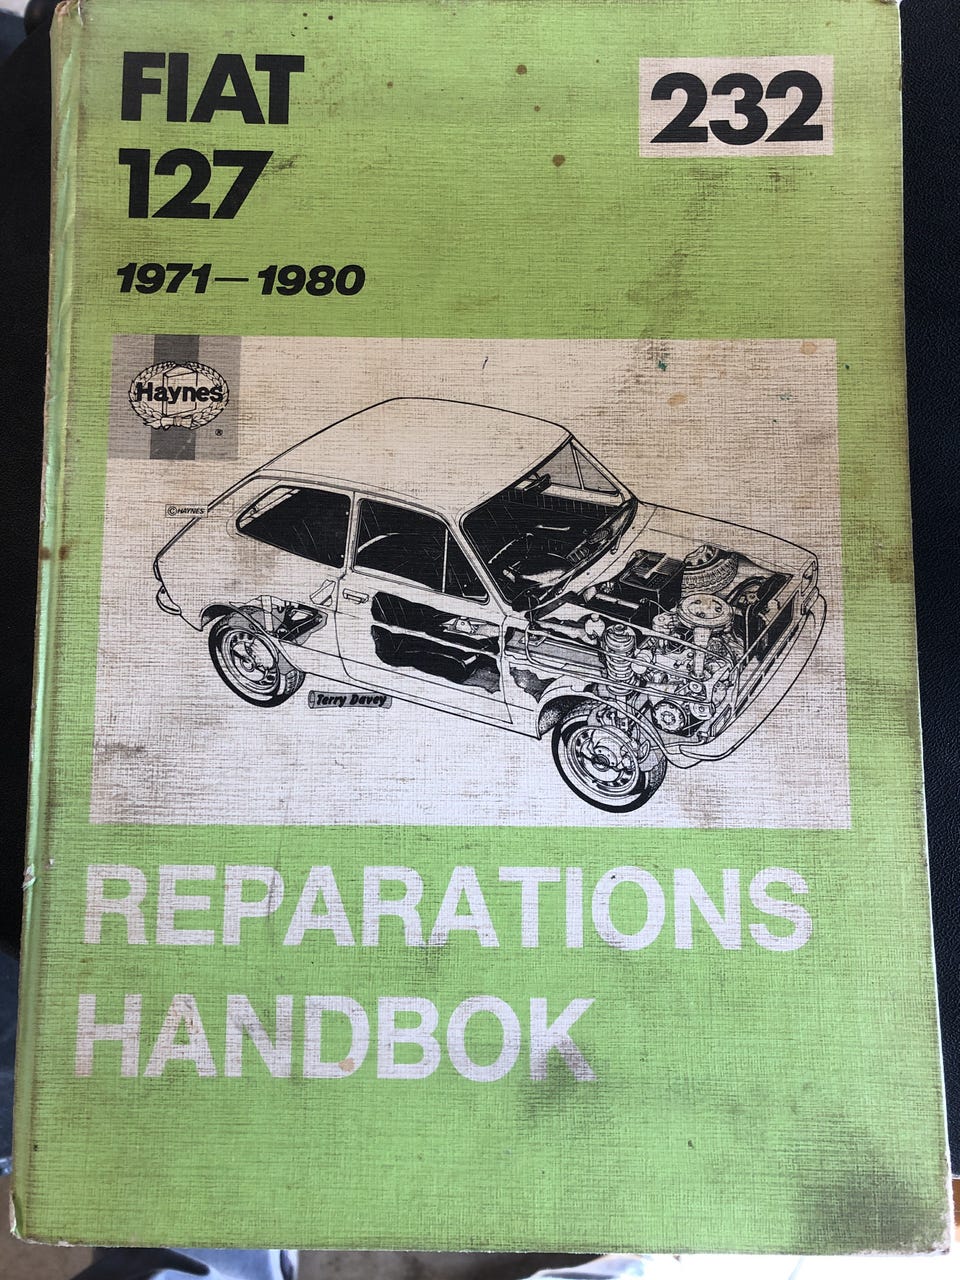 FIAT
232
127
1971—1980
Haynes
®
© HAYNES
Terry Davey
REPARATIONS
HANDBOK